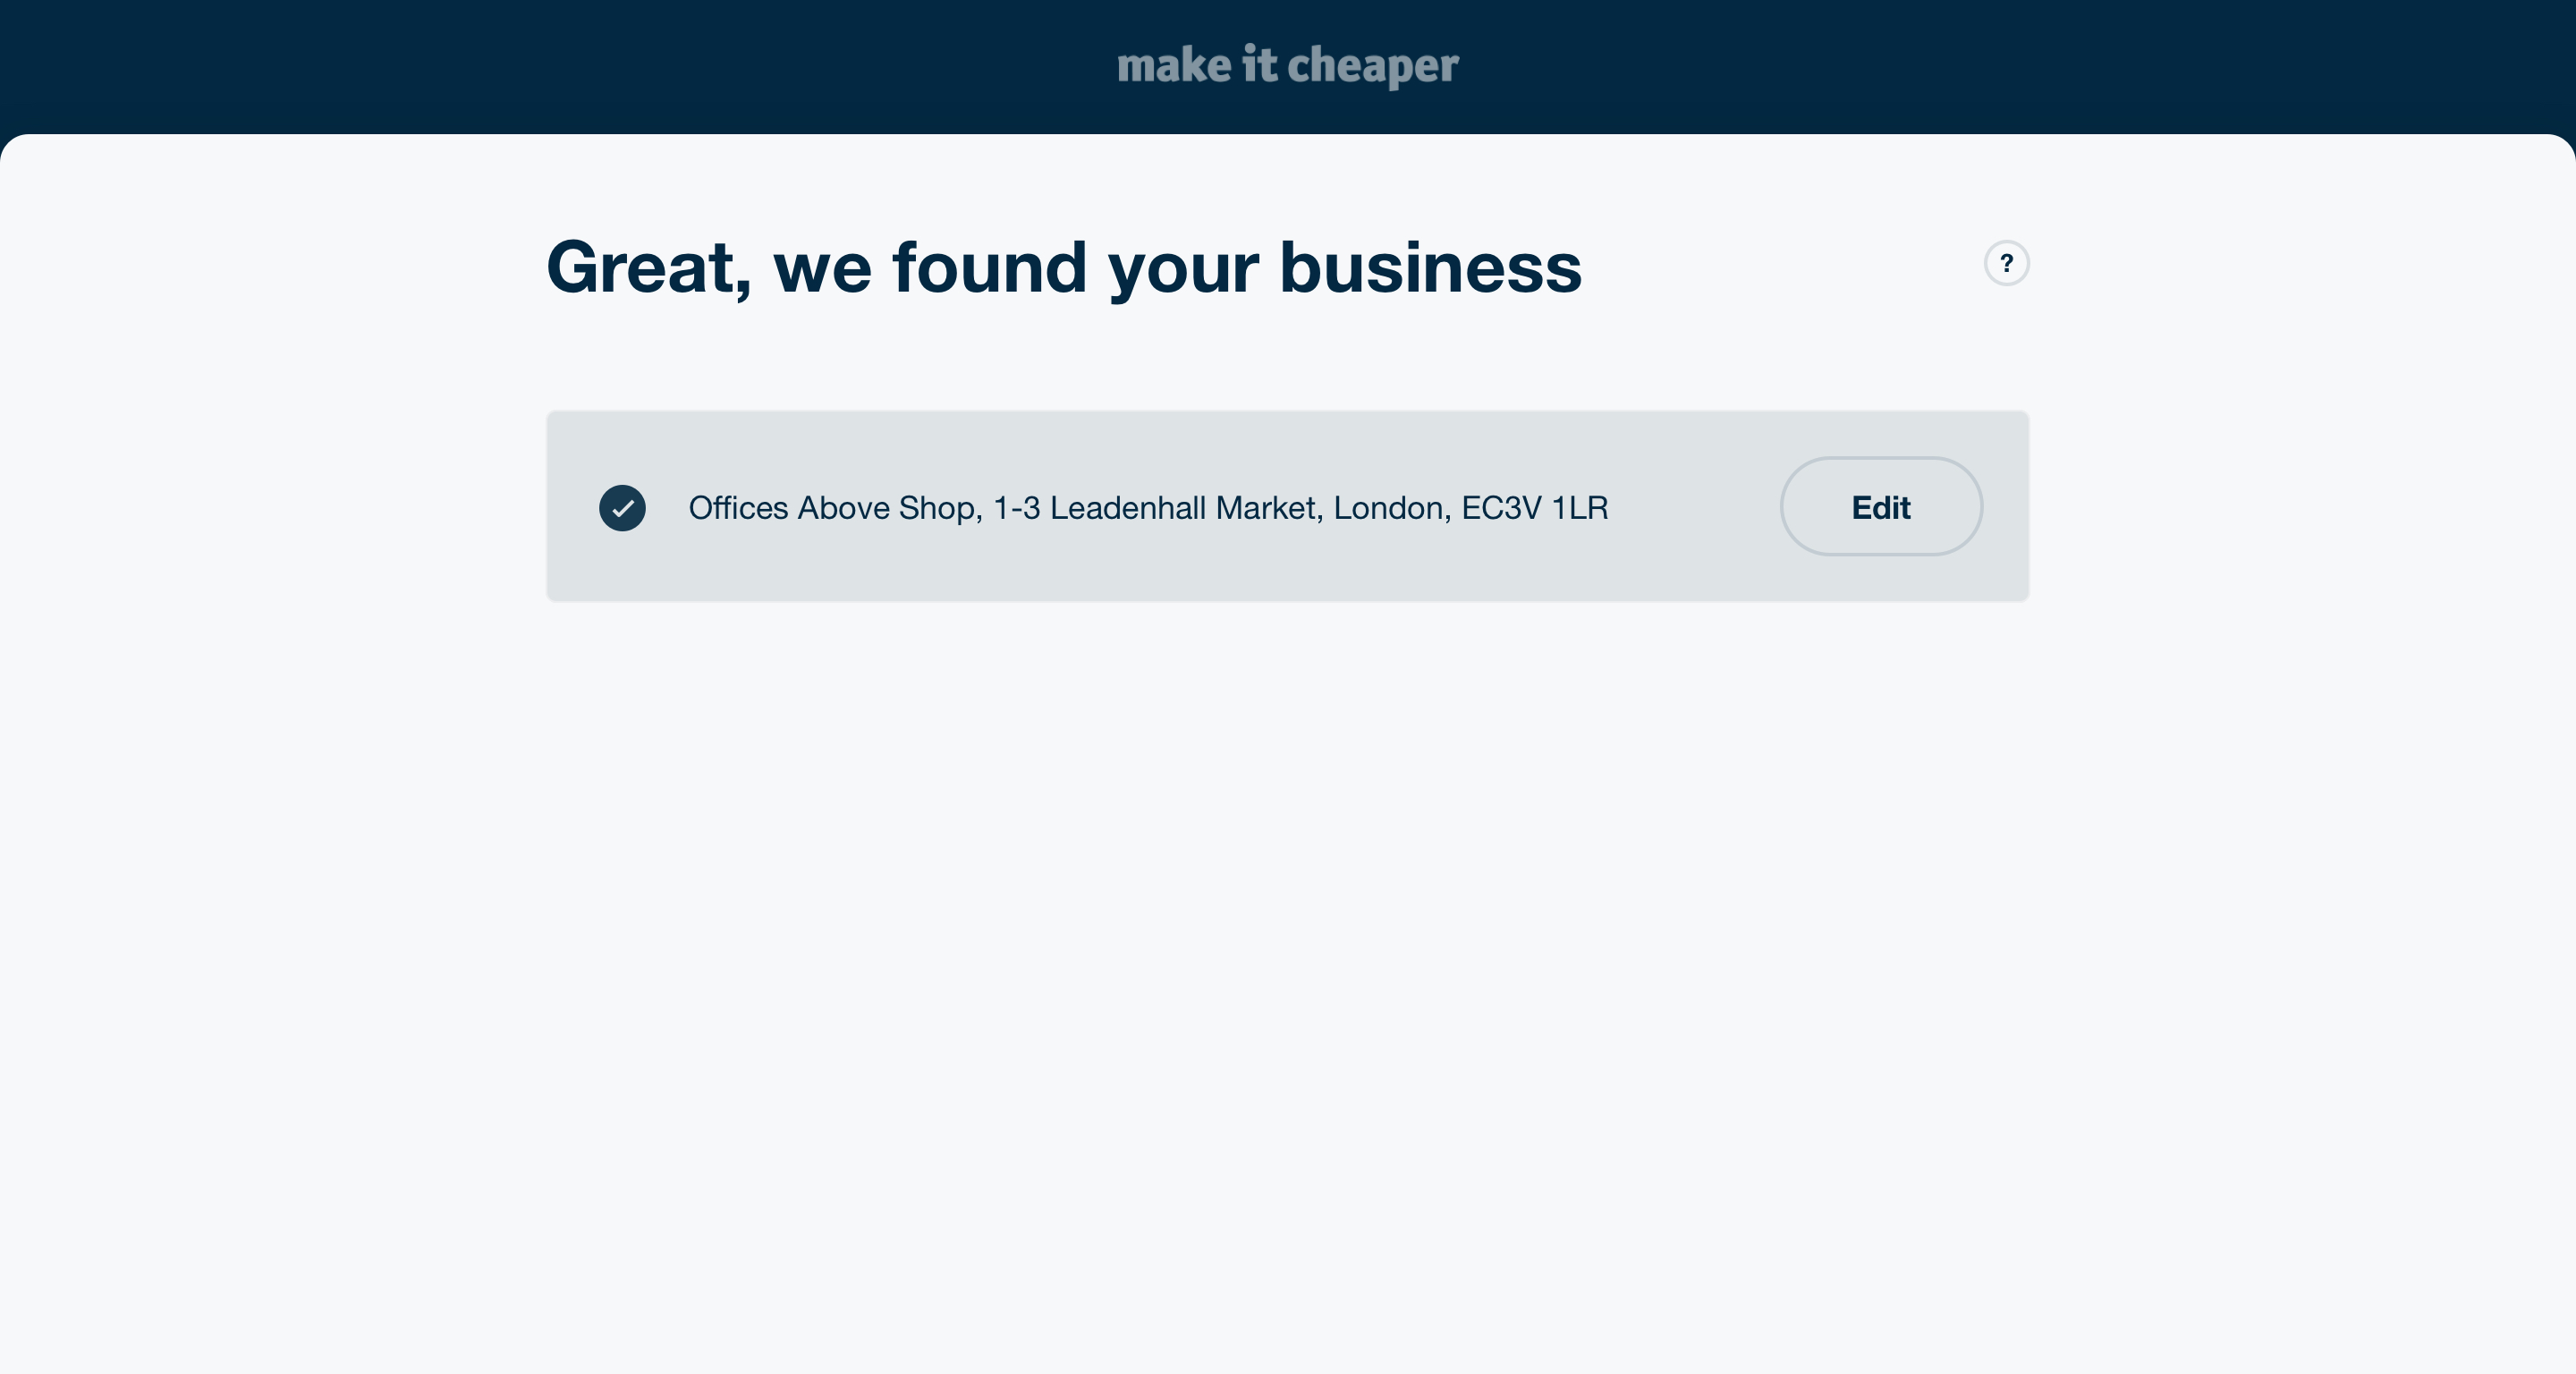 make it cheaper
Great, we found your business
?
Offices Above Shop, 1-3 Leadenhall Market, London, EC3V 1LR
Edit